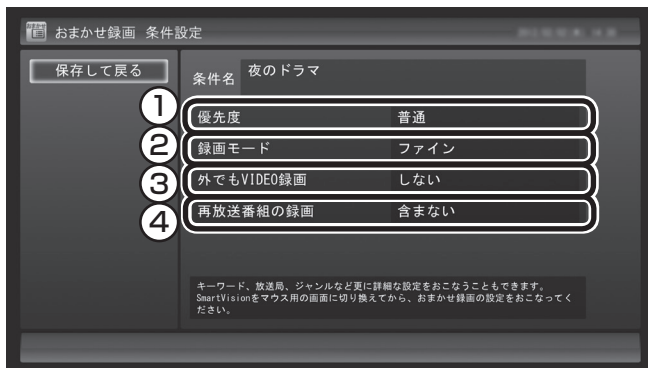 おまかせ録画 条件設定
保存して戻る
条件名 夜のドラマ
① 優先度 普通
② 録画モード ファイン
③ 外でもVIDEO録画 しない
④ 再放送番組の録画 含まない
キーワード、放送局、ジャンルなど更に詳細な設定をおこなうこともできます。
SmartVisionをマウス用の画面に切り換えてから、おまかせ録画の設定をおこなってく
ださい。